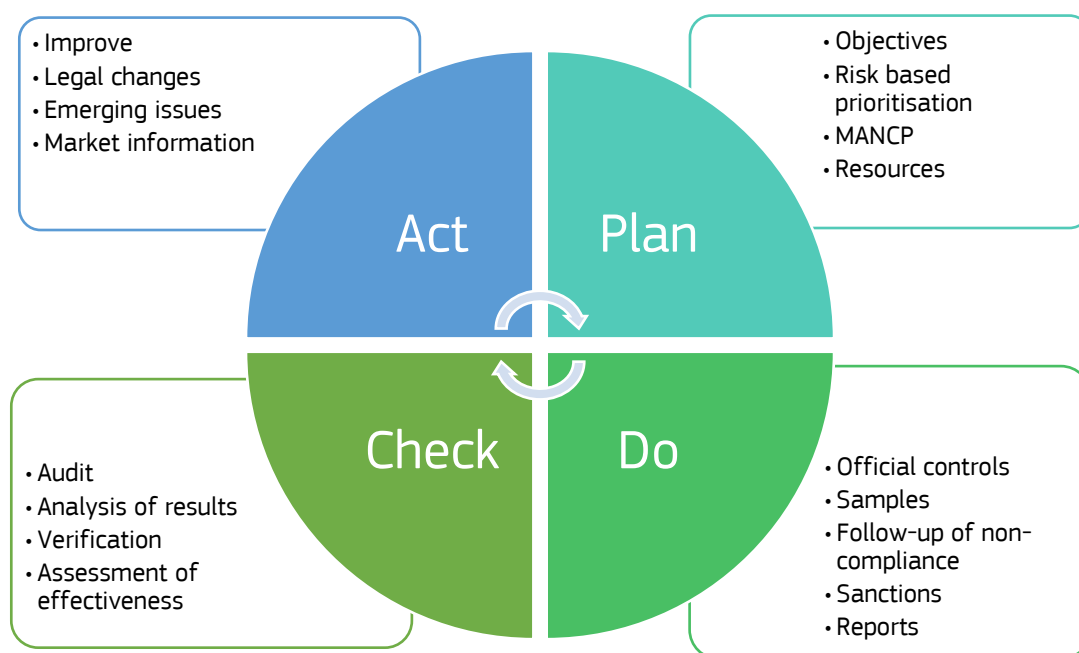 • Improve
• Legal changes
• Emerging issues
• Market information
Act
• Objectives
• Risk based
prioritisation
• MANCP
• Resources
Plan
Check
• Audit
• Analysis of results
• Verification
• Assessment of
effectiveness
Do
• Official controls
• Samples
• Follow-up of non-
compliance
• Sanctions
• Reports